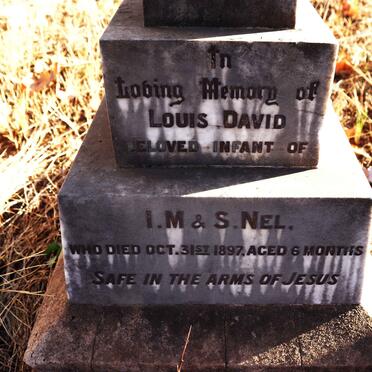 In
Loving Memory of
LOUIS DAVID
BELOVED INFANT OF
I.M & S. NEL.
WHO DIED OCT. 31ST 1897, AGED 6 MONTHS
SAFE IN THE ARMS OF JESUS